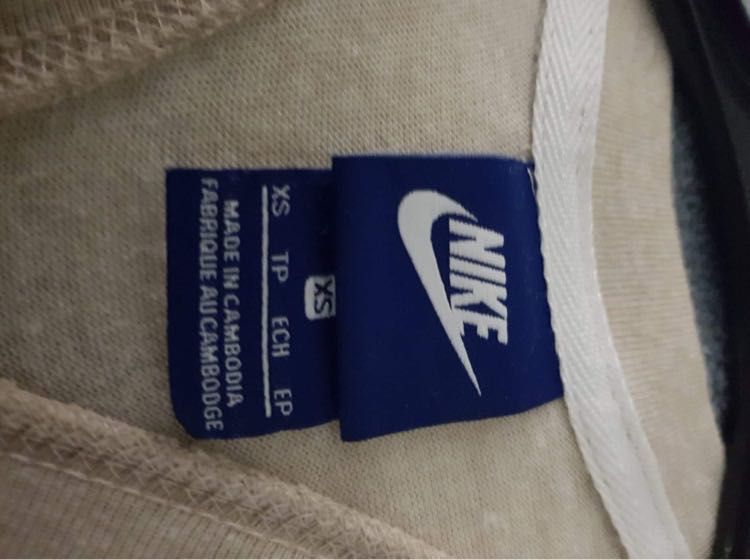 NIKE
XS
XS TP ECH EP
MADE IN CAMBODIA
FABRIQUE AU CAMBODGE